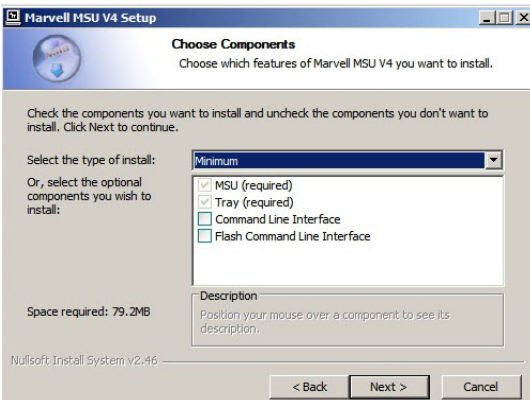 Marvell MSU V4 Setup
Choose Components
Choose which features of Marvell MSU V4 you want to install.
Check the components you want to install and uncheck the components you don't want to
install. Click Next to continue.
Select the type of install:
Minimum
Or, select the optional
components you wish to
install:
MSU (required)
Tray (required)
Command Line Interface
Flash Command Line Interface
Space required: 79.2MB
Description
Position your mouse over a component to see its
description.
Nullsoft Install System v2.46
< Back
Next >
Cancel